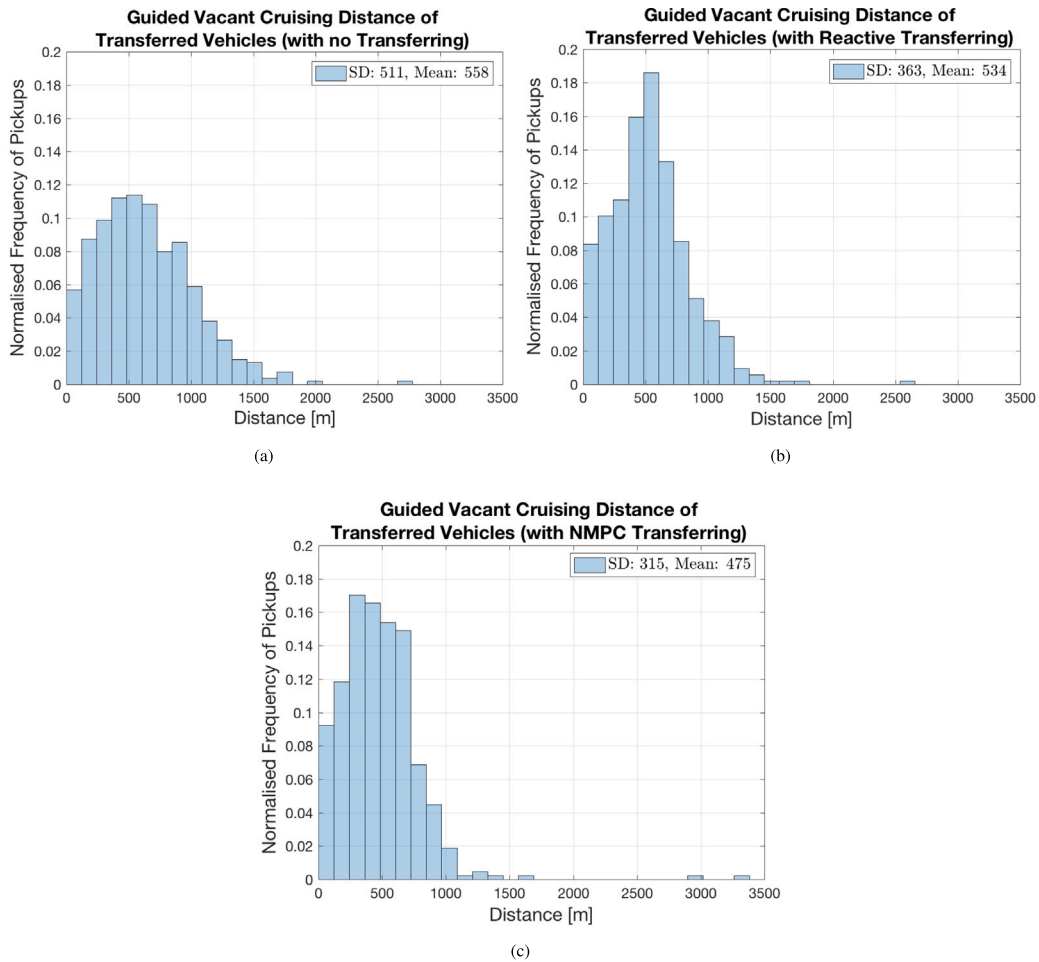 Guided Vacant Cruising Distance of
Transferred Vehicles (with no Transferring)
SD: 511, Mean: 558
Normalised Frequency of Pickups
0.2
0.18
0.16
0.14
0.12
0.1
0.08
0.06
0.04
0.02
0
0 500 1000 1500 2000 2500 3000 3500
Distance [m]
(a)
Guided Vacant Cruising Distance of
Transferred Vehicles (with Reactive Transferring)
SD: 363, Mean: 534
Normalised Frequency of Pickups
0.2
0.18
0.16
0.14
0.12
0.1
0.08
0.06
0.04
0.02
0
0 500 1000 1500 2000 2500 3000 3500
Distance [m]
(b)
Guided Vacant Cruising Distance of
Transferred Vehicles (with NMPC Transferring)
SD: 315, Mean: 475
Normalised Frequency of Pickups
0.2
0.18
0.16
0.14
0.12
0.1
0.08
0.06
0.04
0.02
0
0 500 1000 1500 2000 2500 3000 3500
Distance [m]
(c)